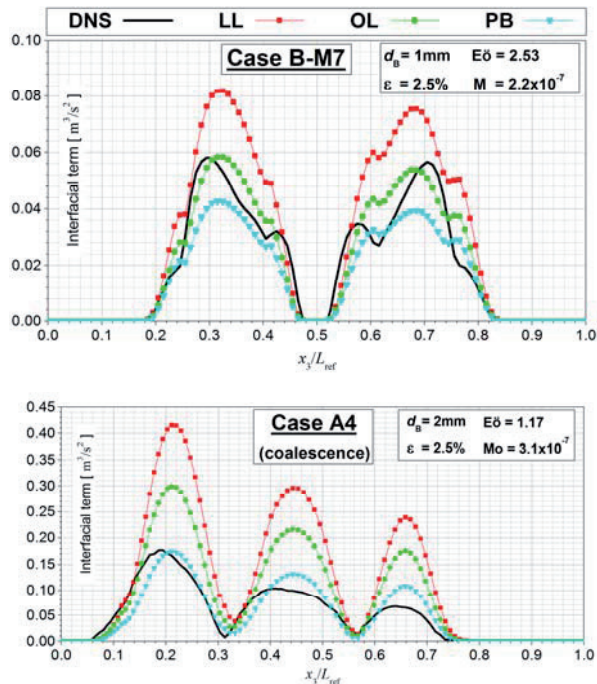 DNS LL OL PB
Case B-M7
d_B = 1mm Eö = 2.53
ε = 2.5% M = 2.2x10⁻⁷
Interfacial term [ m³/s² ]
0.10
0.08
0.06
0.04
0.02
0.00
0.0 0.1 0.2 0.3 0.4 0.5 0.6 0.7 0.8 0.9 1.0
x₃/L_ref
Case A4
(coalescence)
d_B = 2mm Eö = 1.17
ε = 2.5% Mo = 3.1x10⁻⁷
Interfacial term [ m³/s² ]
0.45
0.40
0.35
0.30
0.25
0.20
0.15
0.10
0.05
0.00
0.0 0.1 0.2 0.3 0.4 0.5 0.6 0.7 0.8 0.9 1.0
x₃/L_ref